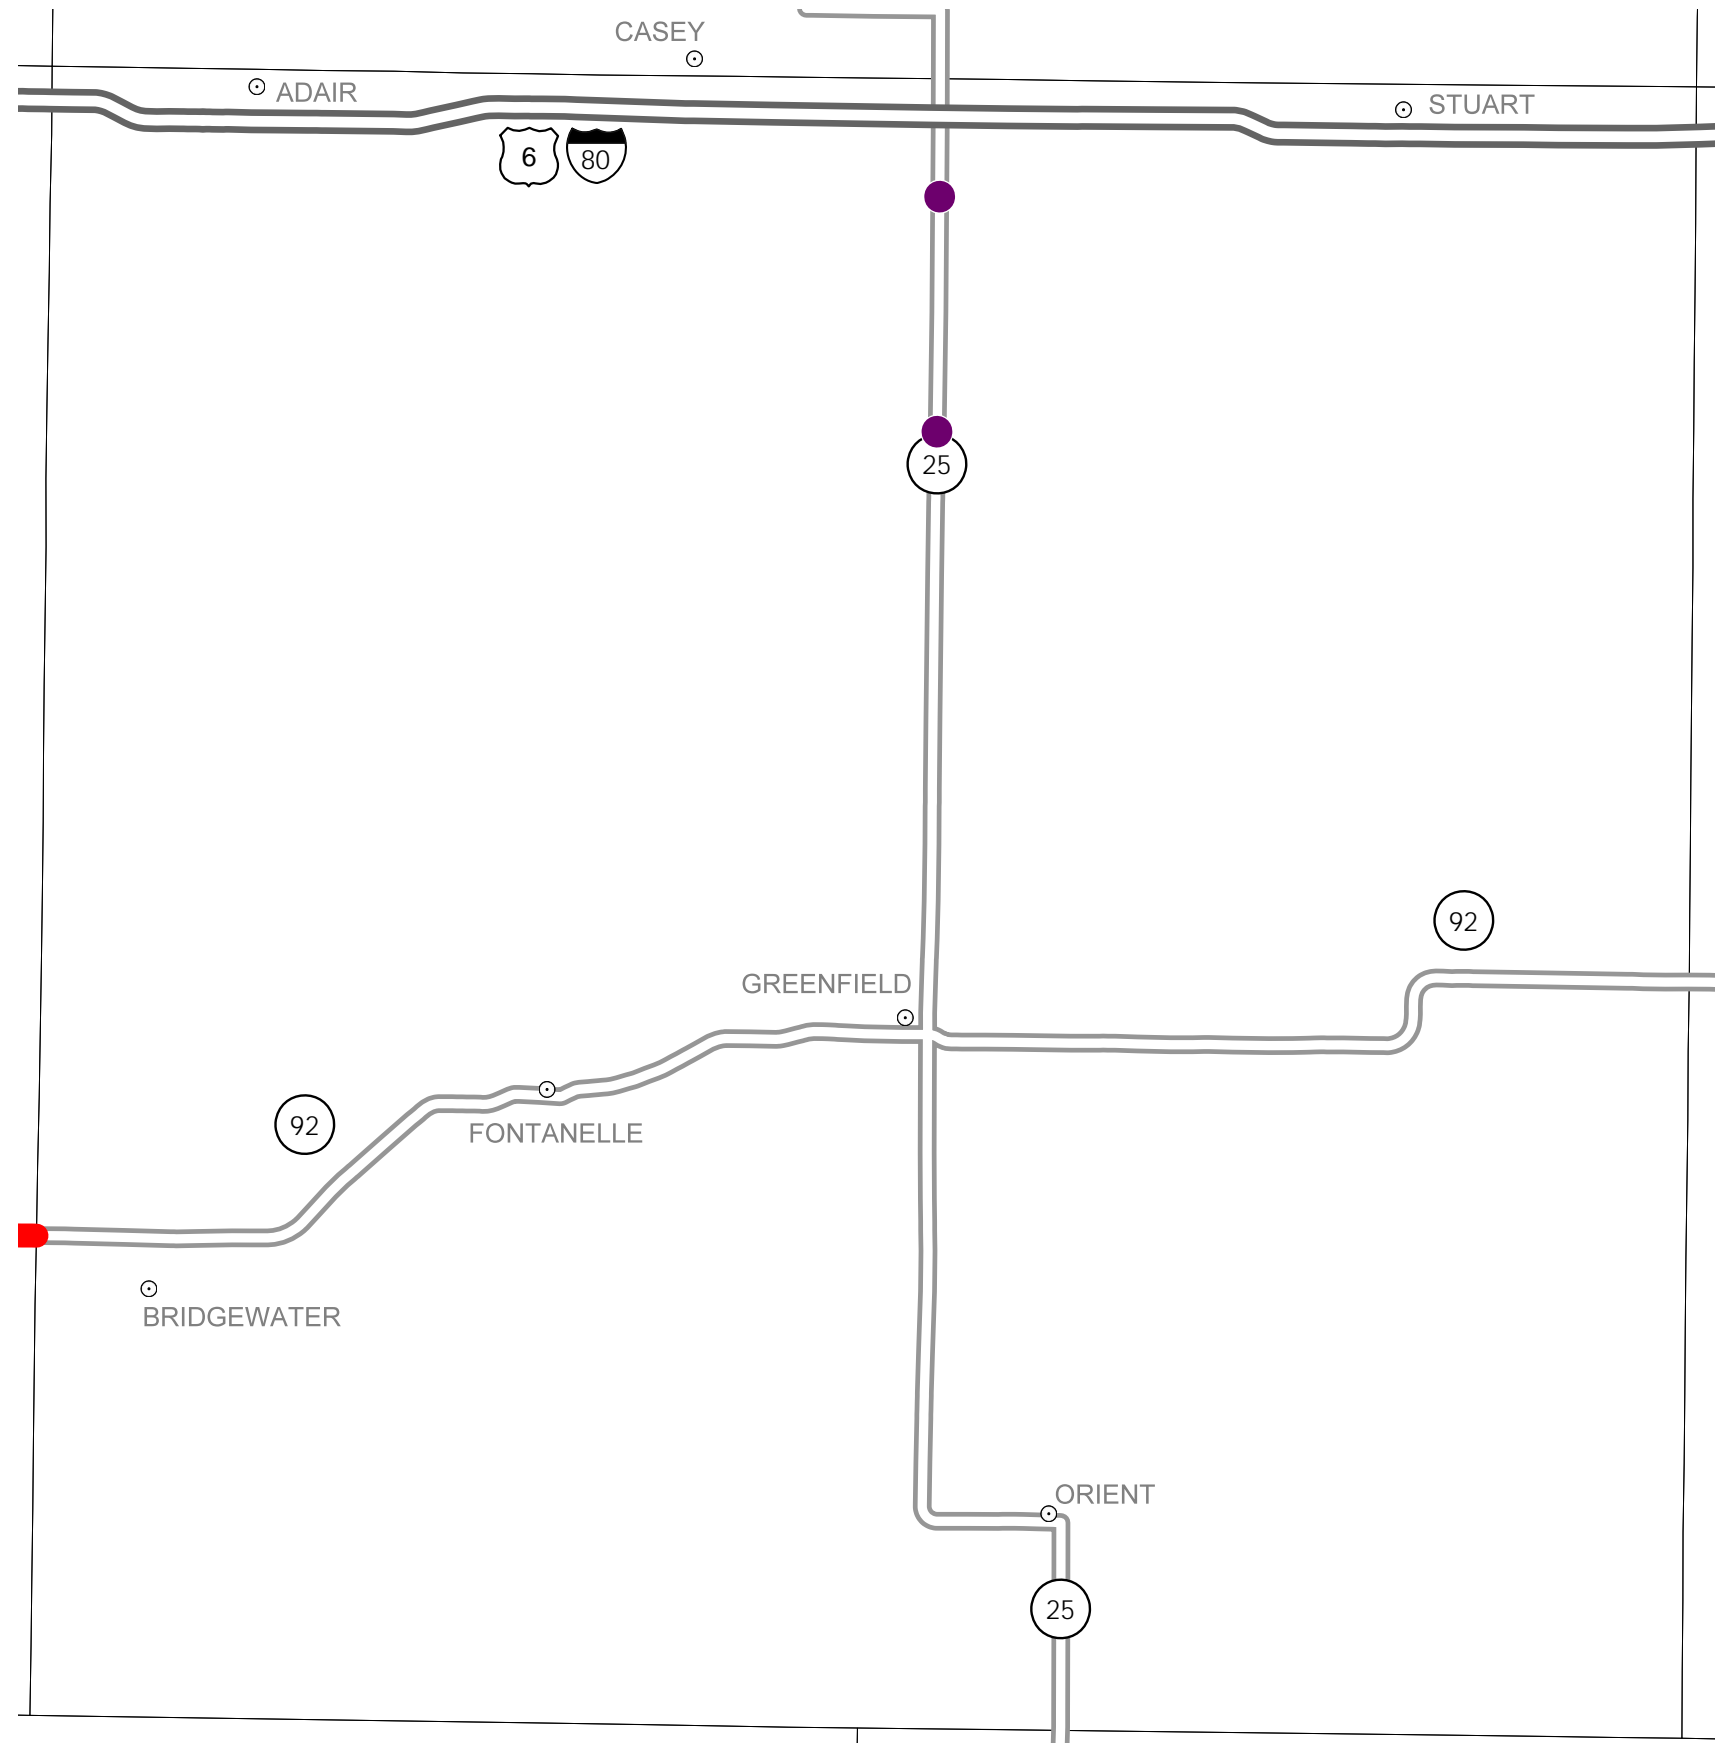 CASEY
ADAIR
STUART
6
80
25
92
GREENFIELD
92
FONTANELLE
BRIDGEWATER
ORIENT
25